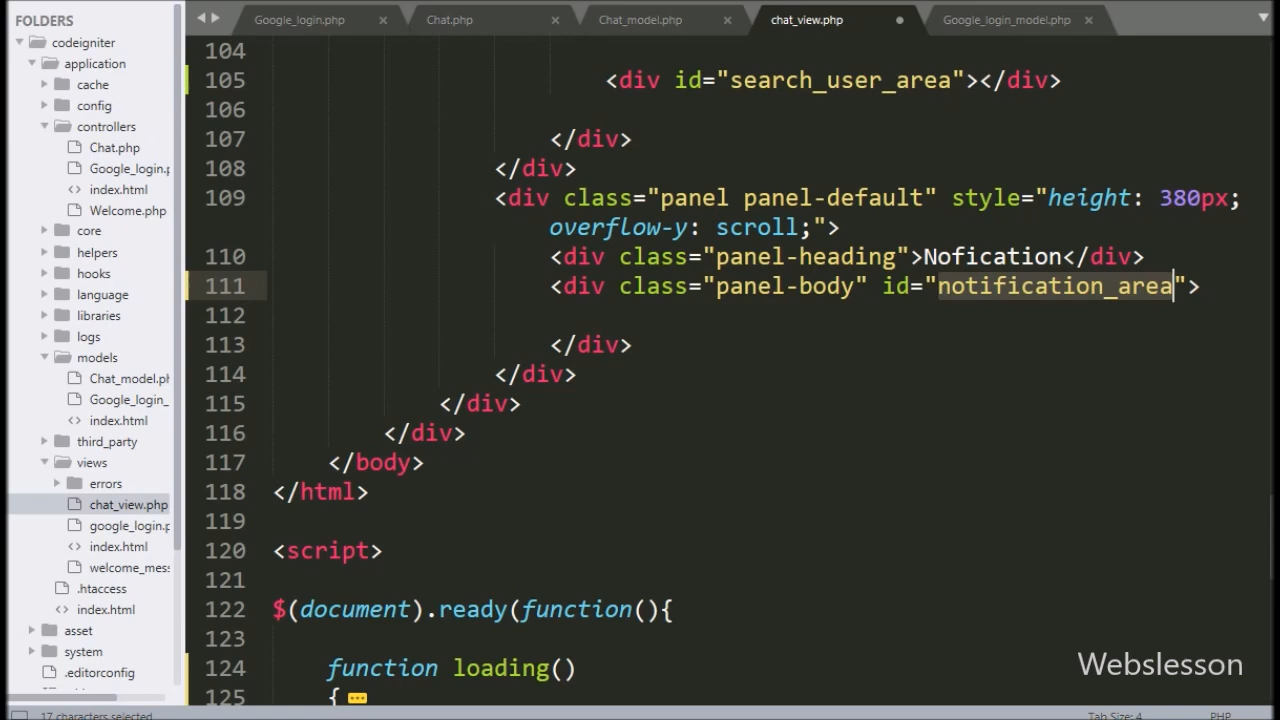 FOLDERS
codeigniter
application
cache
config
controllers
Chat.php
Google_login.p
index.html
Welcome.php
core
helpers
hooks
language
libraries
logs
models
Chat_model.ph
Google_login_
index.html
third_party
views
errors
chat_view.php
google_login.p
index.html
welcome_mess
.htaccess
index.html
asset
system
.editorconfig
Google_login.php × Chat.php × Chat_model.php × chat_view.php Google_login_model.php ×
104
105 <div id="search_user_area"></div>
106
107 </div>
108 </div>
109 <div class="panel panel-default" style="height: 380px;
overflow-y: scroll;">
110 <div class="panel-heading">Nofication</div>
111 <div class="panel-body" id="notification_area">
112
113 </div>
114 </div>
115 </div>
116 </div>
117 </body>
118 </html>
119
120 <script>
121
122 $(document).ready(function(){
123
124 function loading()
125 {
Webslesson
17 characters selected Tab Size: 4 PHP